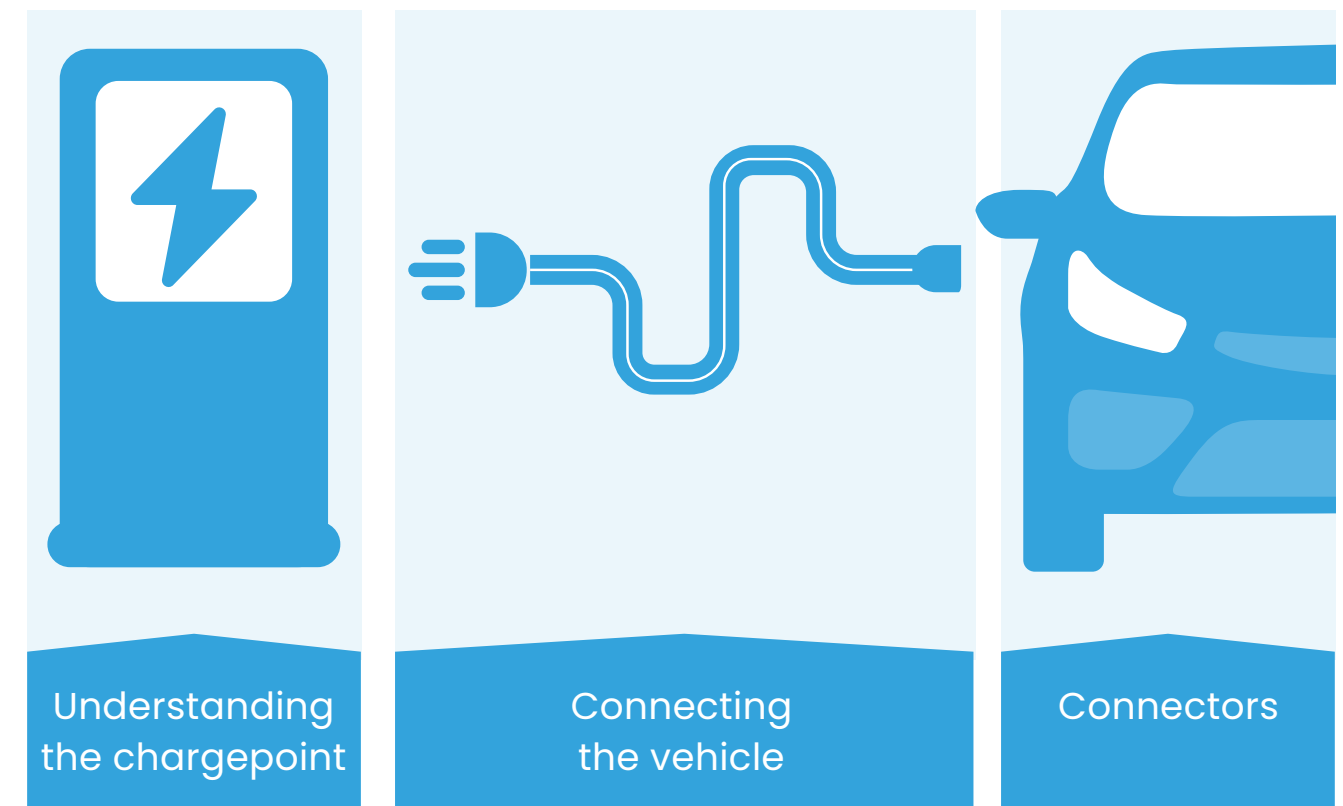 Understanding
the chargepoint
Connecting
the vehicle
Connectors